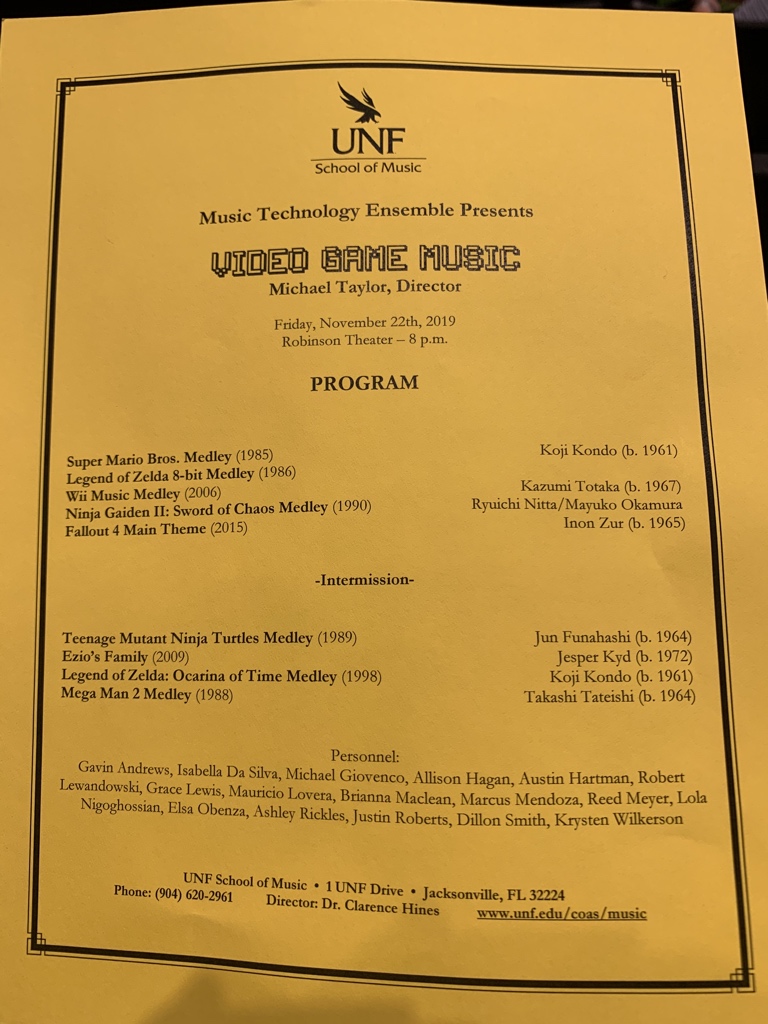 UNF
School of Music
Music Technology Ensemble Presents
VIDEO GAME MUSIC
Michael Taylor, Director
Friday, November 22th, 2019
Robinson Theater – 8 p.m.
PROGRAM
Super Mario Bros. Medley (1985) Koji Kondo (b. 1961)
Legend of Zelda 8-bit Medley (1986)
Wii Music Medley (2006) Kazumi Totaka (b. 1967)
Ninja Gaiden II: Sword of Chaos Medley (1990) Ryuichi Nitta/Mayuko Okamura
Fallout 4 Main Theme (2015) Inon Zur (b. 1965)
-Intermission-
Teenage Mutant Ninja Turtles Medley (1989) Jun Funahashi (b. 1964)
Ezio's Family (2009) Jesper Kyd (b. 1972)
Legend of Zelda: Ocarina of Time Medley (1998) Koji Kondo (b. 1961)
Mega Man 2 Medley (1988) Takashi Tateishi (b. 1964)
Personnel:
Gavin Andrews, Isabella Da Silva, Michael Giovenco, Allison Hagan, Austin Hartman, Robert
Lewandowski, Grace Lewis, Mauricio Lovera, Brianna Maclean, Marcus Mendoza, Reed Meyer, Lola
Nigoghossian, Elsa Obenza, Ashley Rickles, Justin Roberts, Dillon Smith, Krysten Wilkerson
UNF School of Music • 1 UNF Drive • Jacksonville, FL 32224
Phone: (904) 620-2961 Director: Dr. Clarence Hines www.unf.edu/coas/music